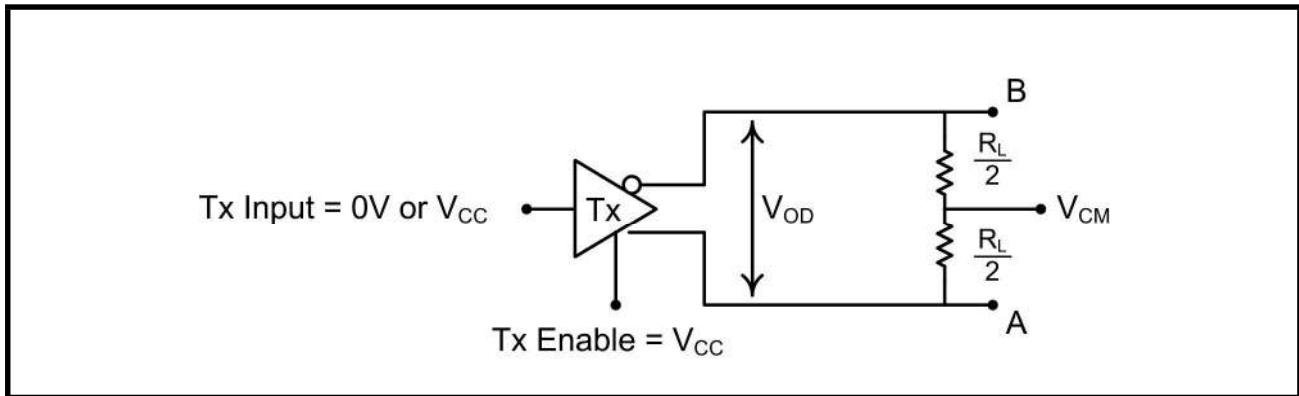 B
R_L
2
Tx Input = 0V or V_CC
Tx
V_OD
V_CM
R_L
2
A
Tx Enable = V_CC